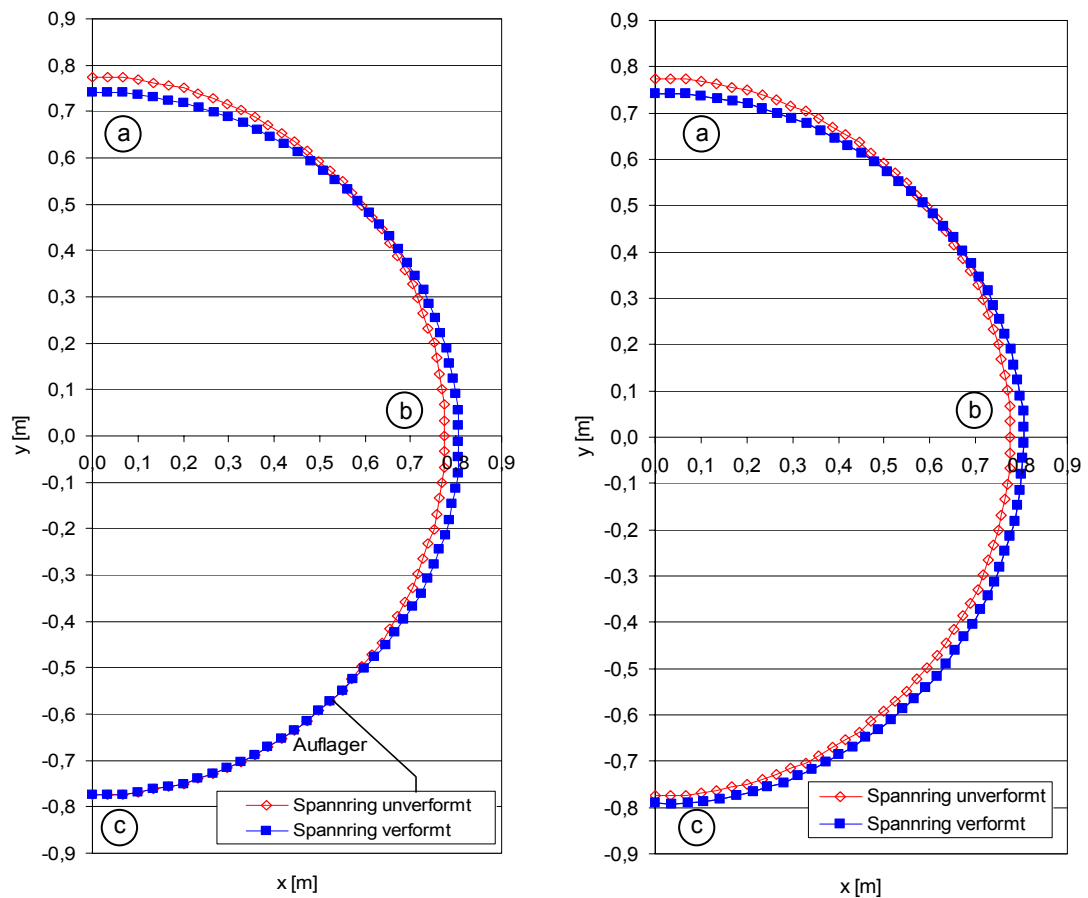 0,9
0,8
0,7
0,6
0,5
0,4
0,3
0,2
0,1
0,0
-0,1
-0,2
-0,3
-0,4
-0,5
-0,6
-0,7
-0,8
-0,9
y [m]
0,0 0,1 0,2 0,3 0,4 0,5 0,6 0,7 0,8 0,9
x [m]
a
b
c
Auflager
Spannring unverformt
Spannring verformt
0,9
0,8
0,7
0,6
0,5
0,4
0,3
0,2
0,1
0,0
-0,1
-0,2
-0,3
-0,4
-0,5
-0,6
-0,7
-0,8
-0,9
y [m]
0,0 0,1 0,2 0,3 0,4 0,5 0,6 0,7 0,8 0,9
x [m]
a
b
c
Spannring unverformt
Spannring verformt